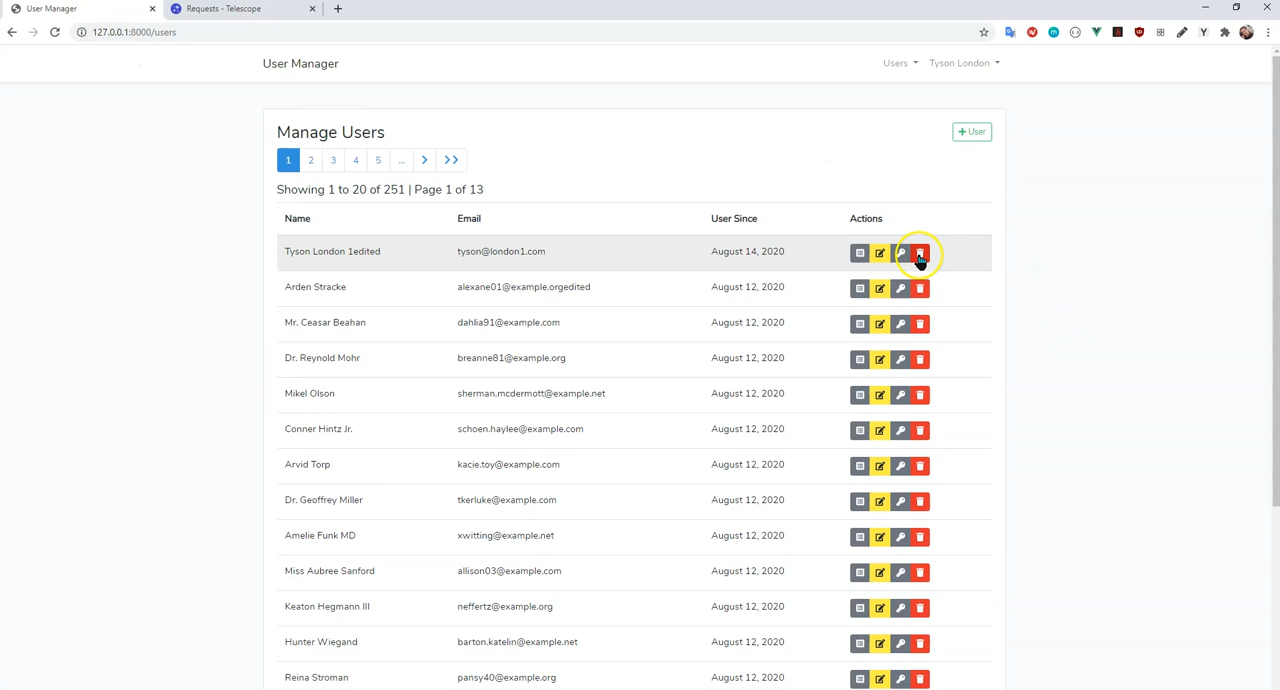 User Manager
Requests - Telescope
127.0.0.1:8000/users
User Manager
Users
Tyson London
Manage Users
+ User
1 2 3 4 5 ...
Showing 1 to 20 of 251 | Page 1 of 13
Name Email User Since Actions
Tyson London 1edited tyson@london1.com August 14, 2020
Arden Stracke alexane01@example.orgedited August 12, 2020
Mr. Ceasar Beahan dahlia91@example.com August 12, 2020
Dr. Reynold Mohr breanne81@example.org August 12, 2020
Mikel Olson sherman.mcdermott@example.net August 12, 2020
Conner Hintz Jr. schoen.haylee@example.com August 12, 2020
Arvid Torp kacie.toy@example.com August 12, 2020
Dr. Geoffrey Miller tkerluke@example.com August 12, 2020
Amelie Funk MD xwitting@example.net August 12, 2020
Miss Aubree Sanford allison03@example.com August 12, 2020
Keaton Hegmann III neffertz@example.org August 12, 2020
Hunter Wiegand barton.katelin@example.net August 12, 2020
Reina Stroman pansy40@example.org August 12, 2020